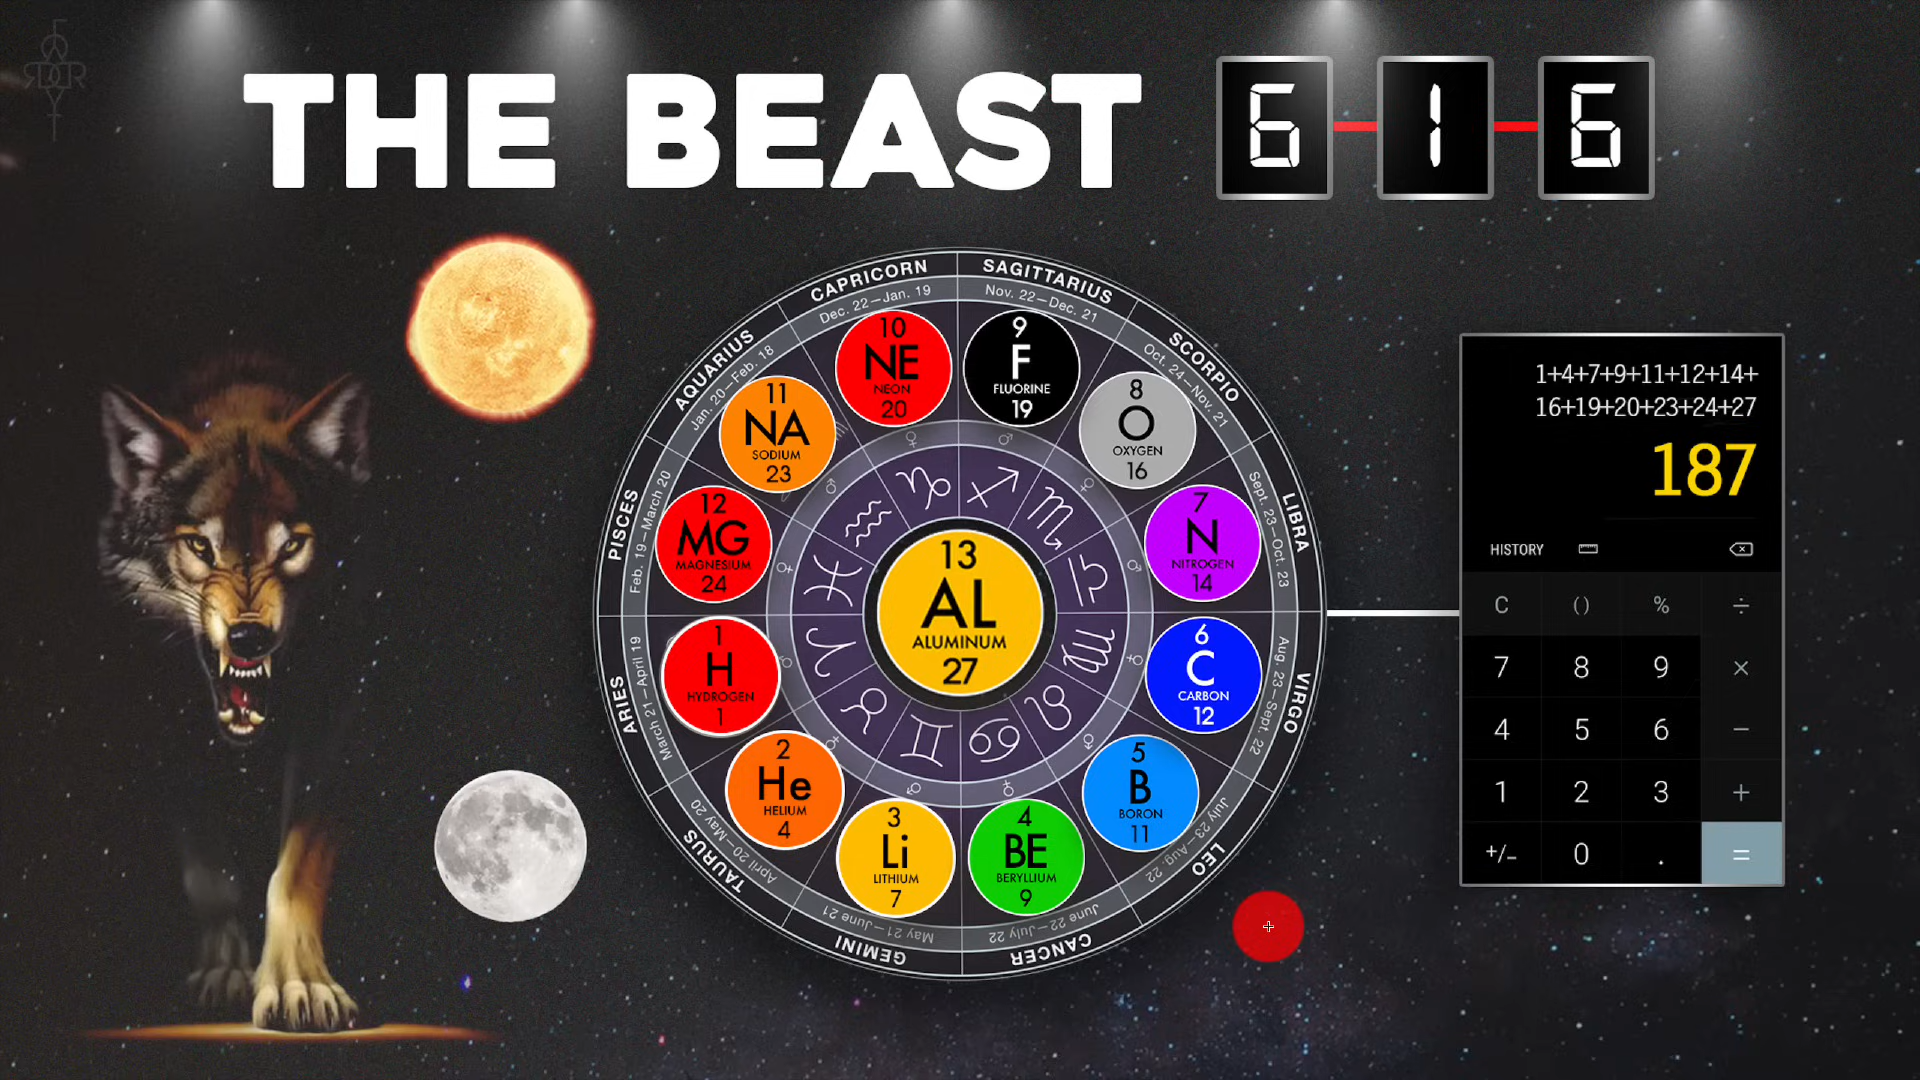 THE BEAST
6 1 6
CAPRICORN
Dec. 22–Jan. 19
SAGITTARIUS
Nov. 22–Dec. 21
SCORPIO
Oct. 24–Nov. 21
LIBRA
Sept. 23–Oct. 23
VIRGO
Aug. 23–Sept. 22
LEO
July 23–Aug. 22
CANCER
June 22–July 22
GEMINI
May 21–June 21
TAURUS
April 20–May 20
ARIES
March 21–April 19
PISCES
Feb. 19–March 20
AQUARIUS
Jan. 20–Feb. 18
10
NE
NEON
20
9
F
FLUORINE
19
8
O
OXYGEN
16
7
N
NITROGEN
14
6
C
CARBON
12
5
B
BORON
11
4
BE
BERYLLIUM
9
3
Li
LITHIUM
7
2
He
HELIUM
4
1
H
HYDROGEN
1
12
MG
MAGNESIUM
24
11
NA
SODIUM
23
13
AL
ALUMINUM
27
1+4+7+9+11+12+14+
16+19+20+23+24+27
187
HISTORY
C () % ÷
7 8 9 ×
4 5 6 −
1 2 3 +
+/− 0 . =